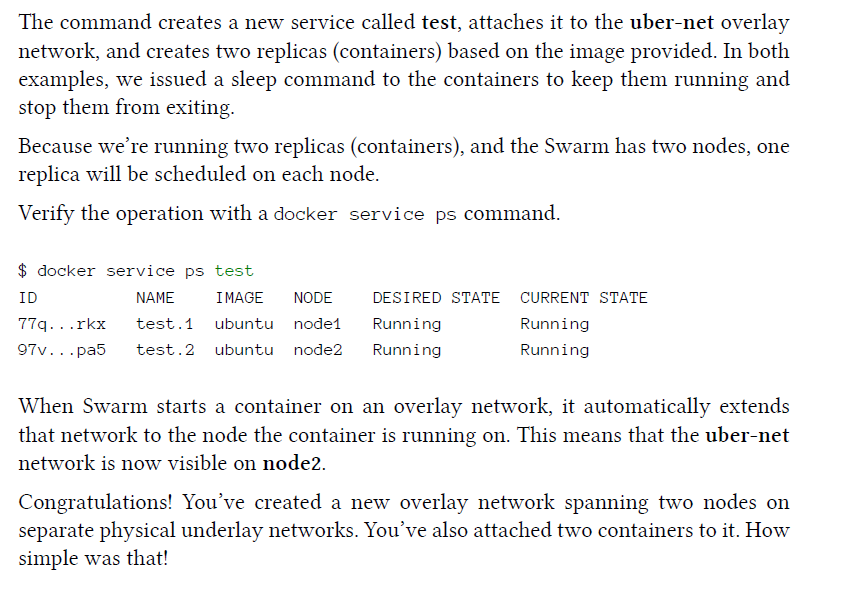 The command creates a new service called test, attaches it to the uber-net overlay
network, and creates two replicas (containers) based on the image provided. In both
examples, we issued a sleep command to the containers to keep them running and
stop them from exiting.
Because we’re running two replicas (containers), and the Swarm has two nodes, one
replica will be scheduled on each node.
Verify the operation with a docker service ps command.
$ docker service ps test
ID NAME IMAGE NODE DESIRED STATE CURRENT STATE
77q...rkx test.1 ubuntu node1 Running Running
97v...pa5 test.2 ubuntu node2 Running Running
When Swarm starts a container on an overlay network, it automatically extends
that network to the node the container is running on. This means that the uber-net
network is now visible on node2.
Congratulations! You’ve created a new overlay network spanning two nodes on
separate physical underlay networks. You’ve also attached two containers to it. How
simple was that!